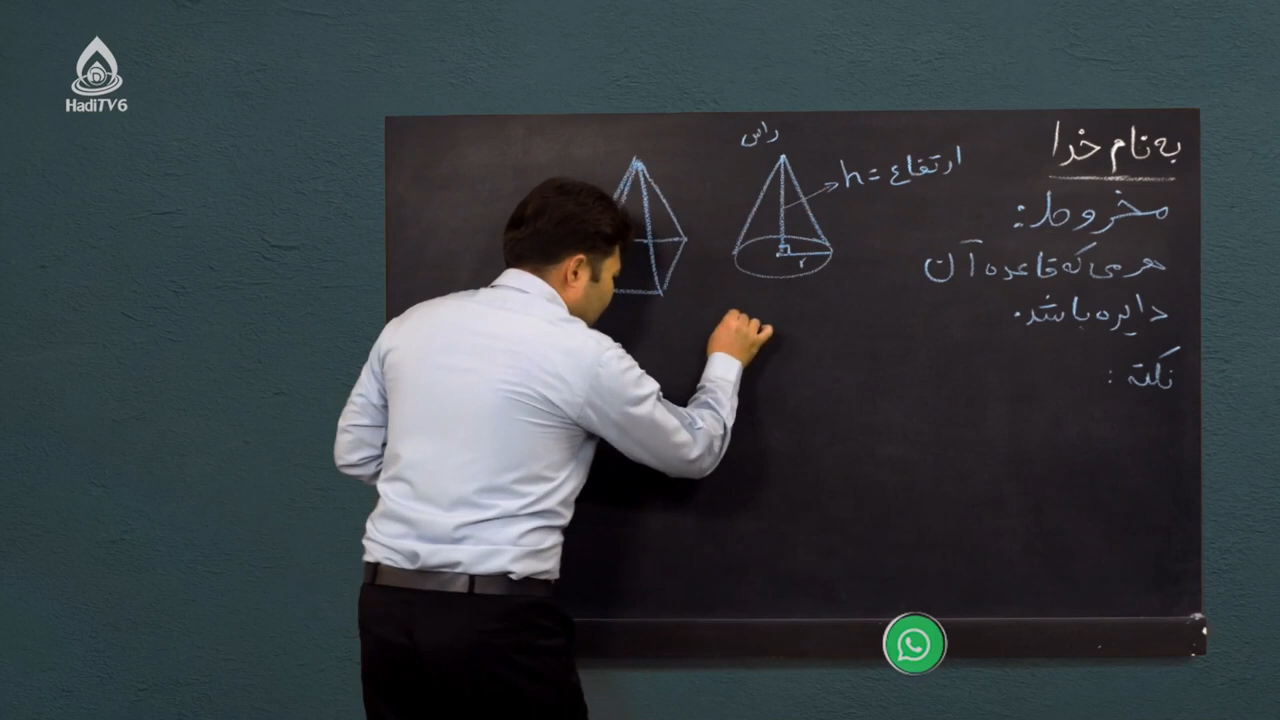 HadiTV6
به نام خدا
مخروط:
هرمی که قاعده آن
دایره باشد.
نکته :
راس
h = ارتفاع
r